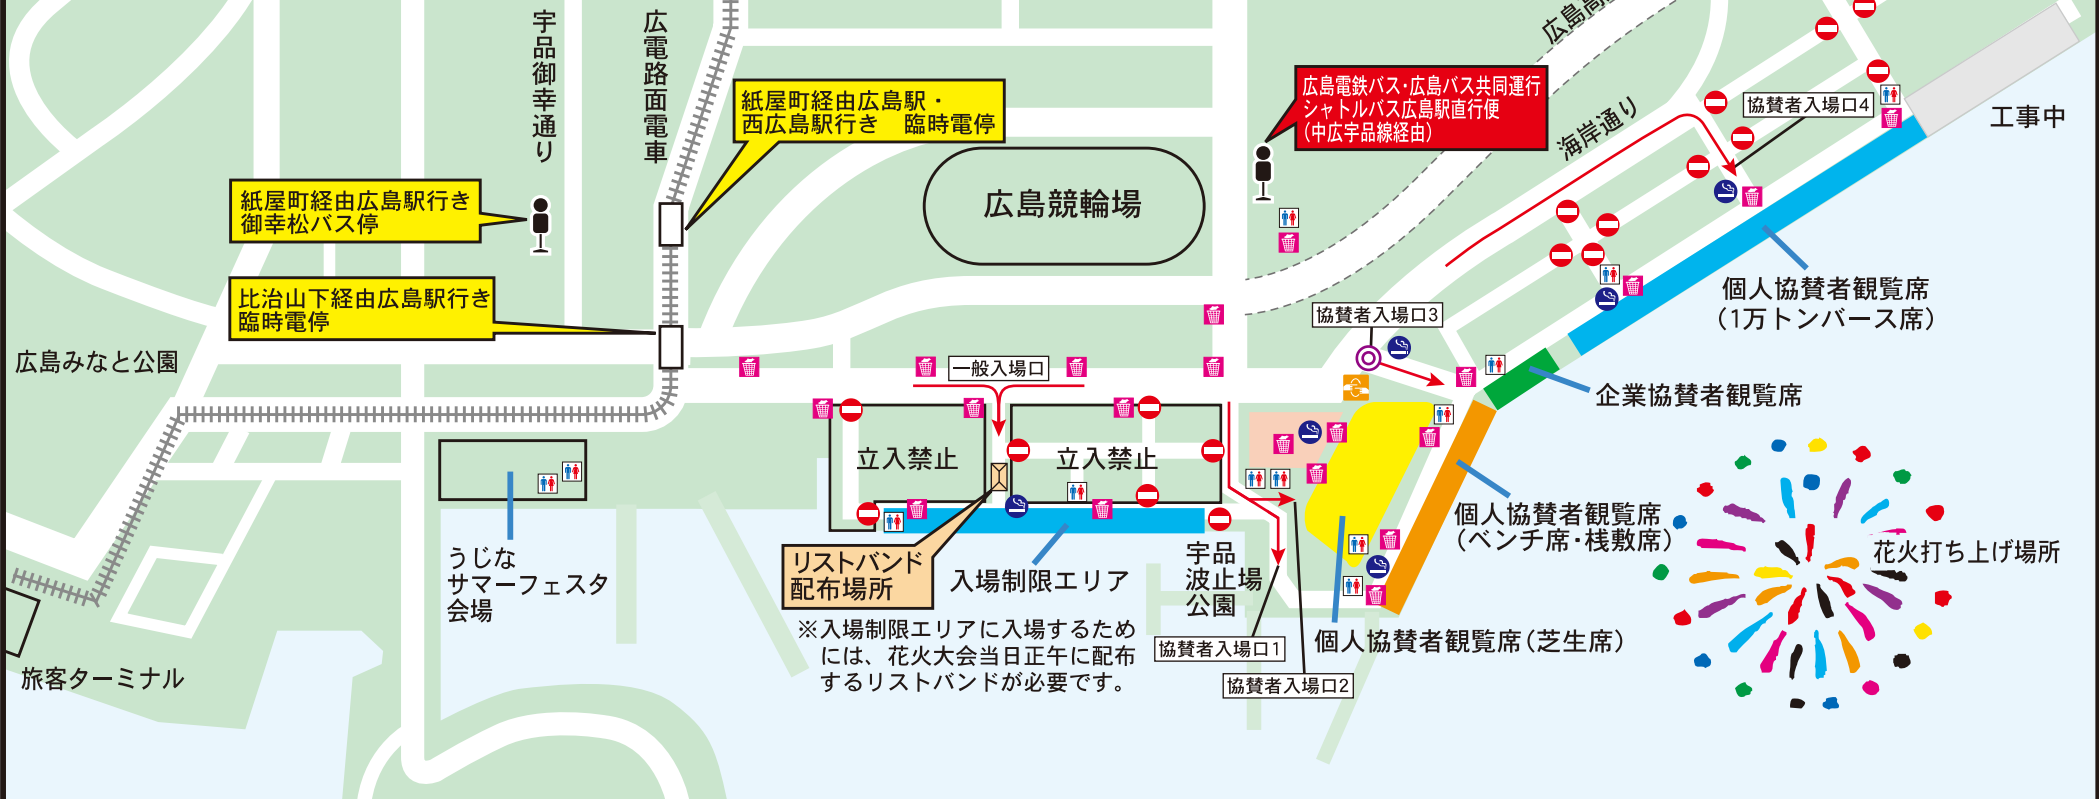 宇品御幸通り
広電路面電車
紙屋町経由広島駅・
西広島駅行き　臨時電停
広島電鉄バス・広島バス共同運行
シャトルバス広島駅直行便
（中広宇品線経由）
海岸通り
協賛者入場口4
工事中
紙屋町経由広島駅行き
御幸松バス停
広島競輪場
比治山下経由広島駅行き
臨時電停
個人協賛者観覧席
（1万トンバース席）
協賛者入場口3
広島みなと公園
一般入場口
企業協賛者観覧席
立入禁止
立入禁止
個人協賛者観覧席
（ベンチ席・桟敷席）
花火打ち上げ場所
うじな
サマーフェスタ
会場
リストバンド
配布場所
入場制限エリア
宇品
波止場
公園
※入場制限エリアに入場するため
には、花火大会当日正午に配布
するリストバンドが必要です。
協賛者入場口1
個人協賛者観覧席（芝生席）
協賛者入場口2
旅客ターミナル